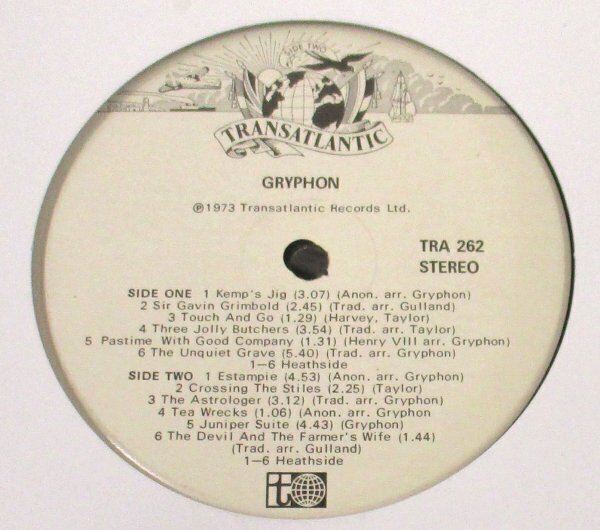 SIDE TWO
TRANSATLANTIC
GRYPHON
℗1973 Transatlantic Records Ltd.
TRA 262
STEREO
SIDE ONE 1 Kemp's Jig (3.07) (Anon. arr. Gryphon)
2 Sir Gavin Grimbold (2.45) (Trad. arr. Gulland)
3 Touch And Go (1.29) (Harvey, Taylor)
4 Three Jolly Butchers (3.54) (Trad. arr. Taylor)
5 Pastime With Good Company (1.31) (Henry VIII arr. Gryphon)
6 The Unquiet Grave (5.40) (Trad. arr. Gryphon)
1—6 Heathside
SIDE TWO 1 Estampie (4.53) (Anon. arr. Gryphon)
2 Crossing The Stiles (2.25) (Taylor)
3 The Astrologer (3.12) (Trad. arr. Gryphon)
4 Tea Wrecks (1.06) (Anon. arr. Gryphon
5 Juniper Suite (4.43) (Gryphon)
6 The Devil And The Farmer's Wife (1.44)
(Trad. arr. Gulland)
1—6 Heathside
it